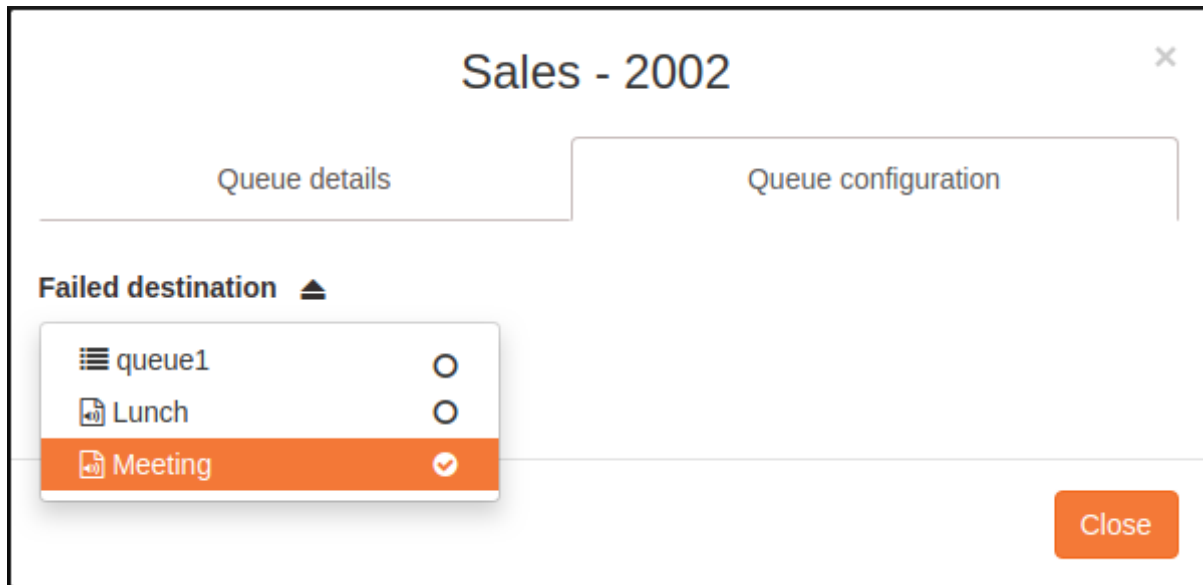 Sales - 2002
×
Queue details
Queue configuration
Failed destination
queue1
Lunch
Meeting
Close